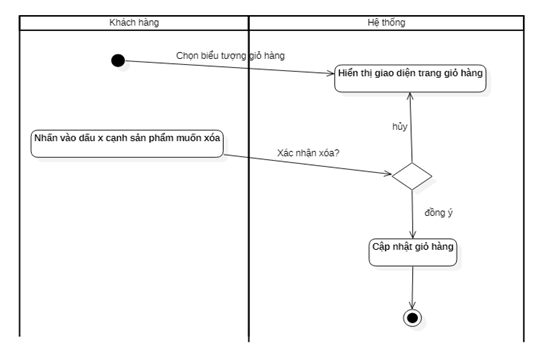 Khách hàng
Hệ thống
Chọn biểu tượng giỏ hàng
Hiển thị giao diện trang giỏ hàng
hủy
Nhấn vào dấu x cạnh sản phẩm muốn xóa
Xác nhận xóa?
đồng ý
Cập nhật giỏ hàng